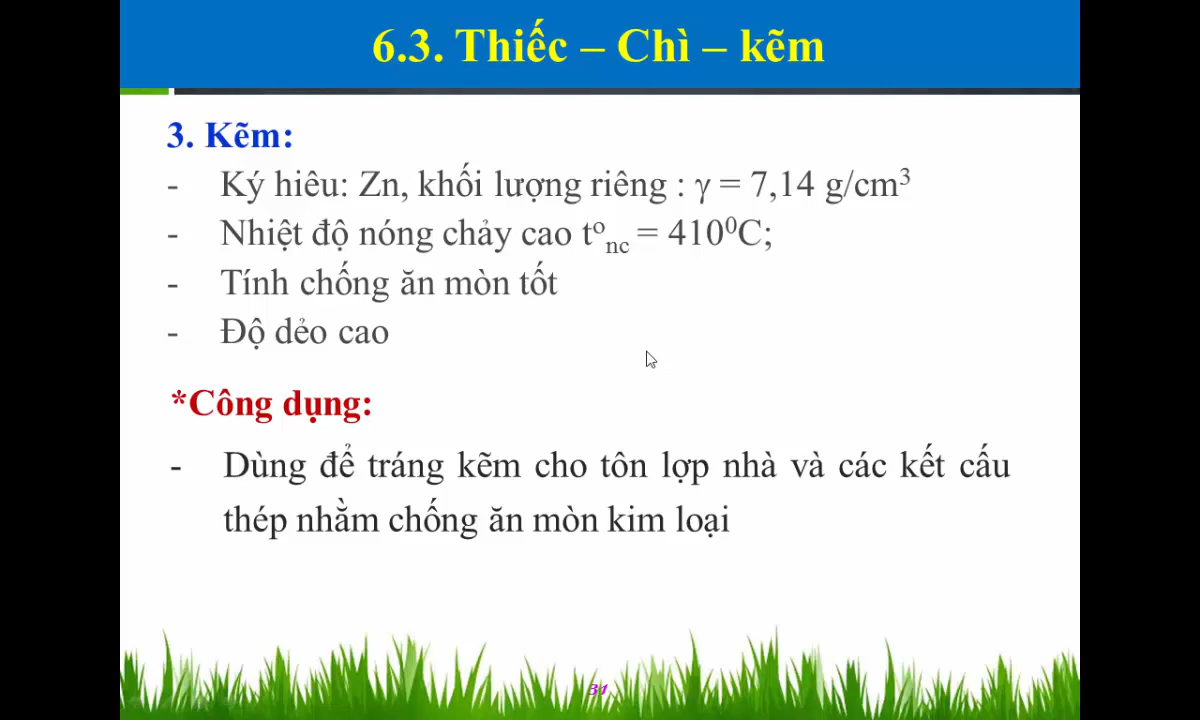 6.3. Thiếc – Chì – kẽm
3. Kẽm:
- Ký hiêu: Zn, khối lượng riêng : γ = 7,14 g/cm³
- Nhiệt độ nóng chảy cao tᵒnc = 410⁰C;
- Tính chống ăn mòn tốt
- Độ dẻo cao
*Công dụng:
- Dùng để tráng kẽm cho tôn lợp nhà và các kết cấu
thép nhằm chống ăn mòn kim loại
31